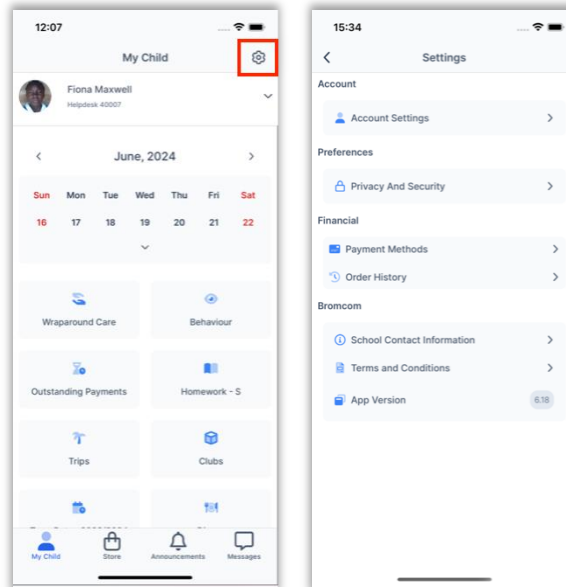 12:07
My Child
Fiona Maxwell
Helpdesk 40007
June, 2024
Sun Mon Tue Wed Thu Fri Sat
16 17 18 19 20 21 22
Wraparound Care Behaviour
Outstanding Payments Homework - S
Trips Clubs
My Child Store Announcements Messages
15:34
Settings
Account
Account Settings
Preferences
Privacy And Security
Financial
Payment Methods
Order History
Bromcom
School Contact Information
Terms and Conditions
App Version 6.18